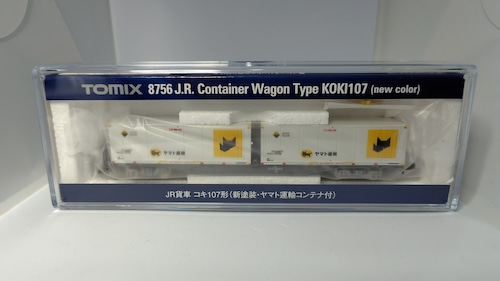 TOMIX 8756 J.R. Container Wagon Type KOKI107 (new color)
ヤマト運輸 ヤマト運輸
JR貨車 コキ107形(新塗装・ヤマト運輸コンテナ付)